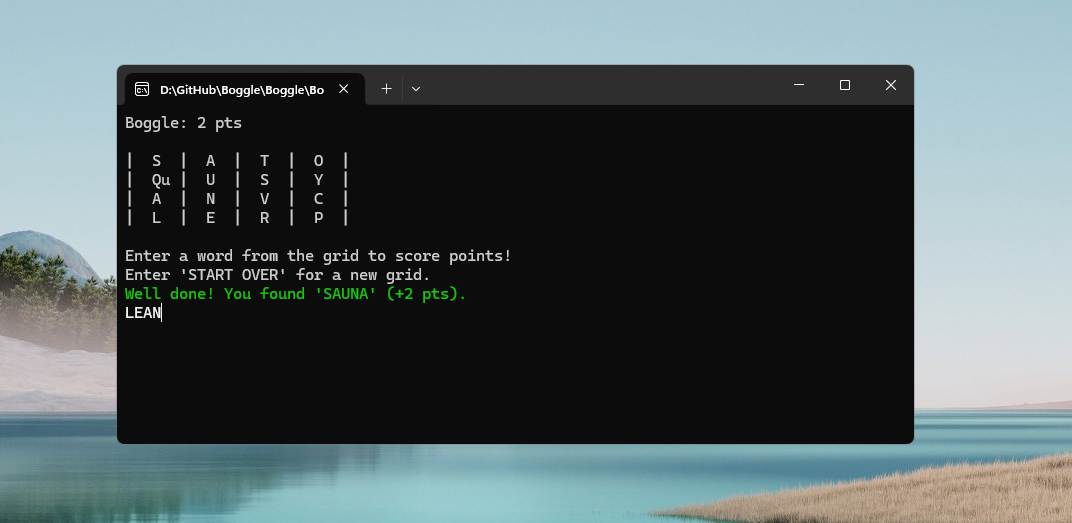 D:\GitHub\Boggle\Boggle\Bo
Boggle: 2 pts
| S | A | T | O |
| Qu | U | S | Y |
| A | N | V | C |
| L | E | R | P |
Enter a word from the grid to score points!
Enter 'START OVER' for a new grid.
Well done! You found 'SAUNA' (+2 pts).
LEAN